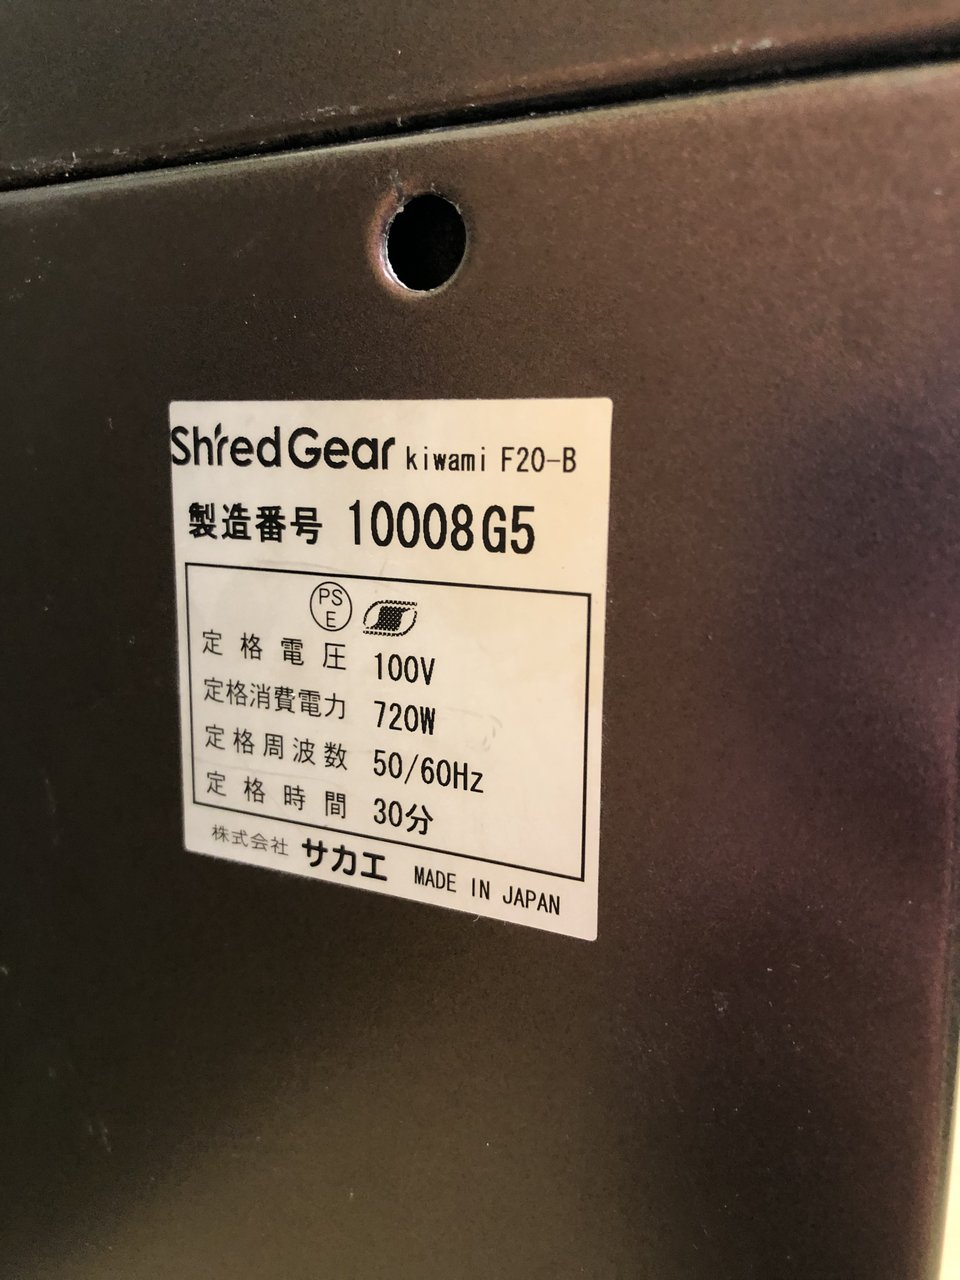 ShredGear kiwami F20-B
製造番号 10008G5
PS
E
定格電圧 100V
定格消費電力 720W
定格周波数 50/60Hz
定格時間 30分
株式会社 サカエ MADE IN JAPAN